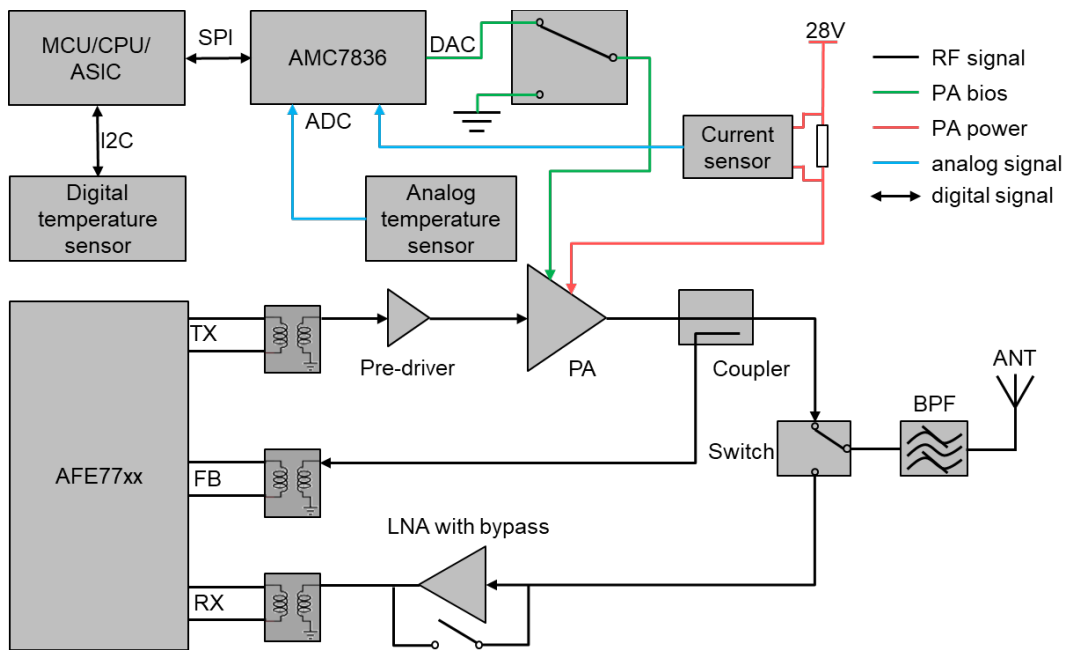 MCU/CPU/
ASIC
SPI
AMC7836
DAC
28V
RF signal
PA bios
PA power
analog signal
digital signal
I2C
ADC
Current
sensor
Digital
temperature
sensor
Analog
temperature
sensor
TX
Pre-driver
PA
Coupler
ANT
BPF
Switch
AFE77xx
FB
LNA with bypass
RX